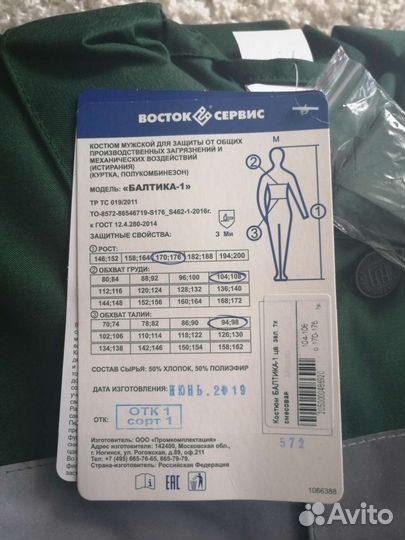 ВОСТОК СЕРВИС
КОСТЮМ МУЖСКОЙ ДЛЯ ЗАЩИТЫ ОТ ОБЩИХ
ПРОИЗВОДСТВЕННЫХ ЗАГРЯЗНЕНИЙ И
МЕХАНИЧЕСКИХ ВОЗДЕЙСТВИЙ
(ИСТИРАНИЯ)
(КУРТКА, ПОЛУКОМБИНЕЗОН)
МОДЕЛЬ: «БАЛТИКА-1»
ТР ТС 019/2011
ТО-8572-86546719-S176_S462-1-2016г.
к ГОСТ 12.4.280-2014
ЗАЩИТНЫЕ СВОЙСТВА: З Ми
М
1
2
3
1 РОСТ:
146;152 158;164 170;176 182;188 194;200
2 ОБХВАТ ГРУДИ:
80;84 88;92 96;100 104;108
112;116 120;124 128;132 136;140
144;148 152;156 160;164 168;172
3 ОБХВАТ ТАЛИИ:
70;74 78;82 86;90 94;98
102;106 110;114 118;122 126;130
134;138 142;146 150;154 158;162
СОСТАВ СЫРЬЯ: 50% ХЛОПОК, 50% ПОЛИЭФИР
ДАТА ИЗГОТОВЛЕНИЯ ИЮНЬ.2019
ОТК: ОТК 1
сорт 1
Изготовитель: ООО «Промкомплектация»
Адрес изготовителя: 142400, Московская обл.,
г. Ногинск, ул. Рогожская, д.89, оф.211
Тел: +7 (495) 665-76-65, 665-79-79.
Страна-изготовитель: Российская Федерация
EAC
1066388
Костюм БАЛТИКА-1 цв. зел. тк.
смесовая
104-108
р.170-176
572
Avito